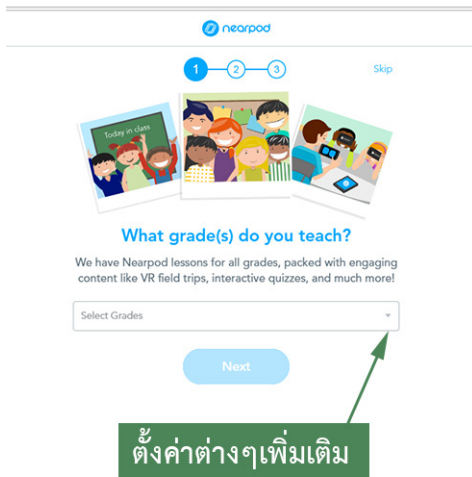 nearpod
1 2 3
Skip
Today in class
What grade(s) do you teach?
We have Nearpod lessons for all grades, packed with engaging
content like VR field trips, interactive quizzes, and much more!
Select Grades
Next
ตั้งค่าต่างๆเพิ่มเติม